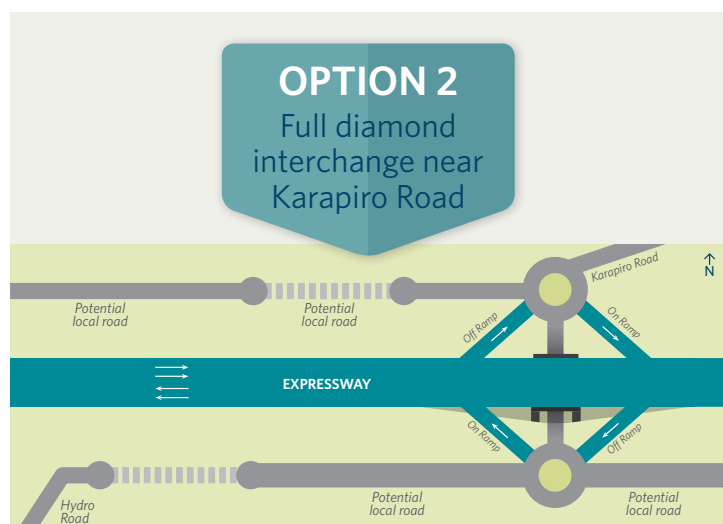 OPTION 2
Full diamond
interchange near
Karapiro Road
Karapiro Road
N
Potential
local road
Potential
local road
Off Ramp
On Ramp
EXPRESSWAY
On Ramp
Off Ramp
Hydro
Road
Potential
local road
Potential
local road